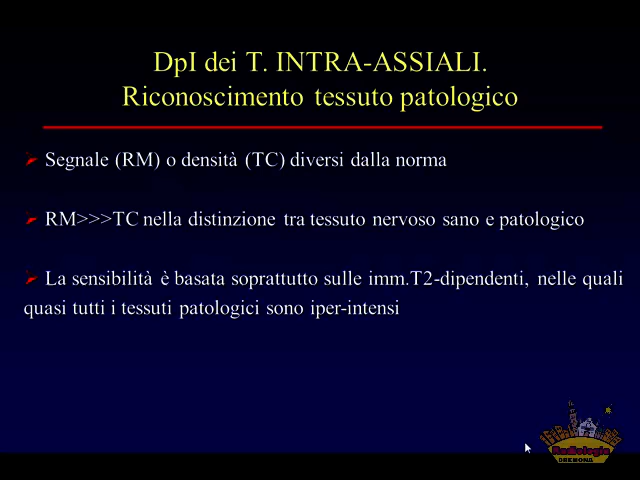 DpI dei T. INTRA-ASSIALI.
Riconoscimento tessuto patologico
Segnale (RM) o densità (TC) diversi dalla norma
RM>>>TC nella distinzione tra tessuto nervoso sano e patologico
La sensibilità è basata soprattutto sulle imm.T2-dipendenti, nelle quali
quasi tutti i tessuti patologici sono iper-intensi
Radiologia
CREMONA